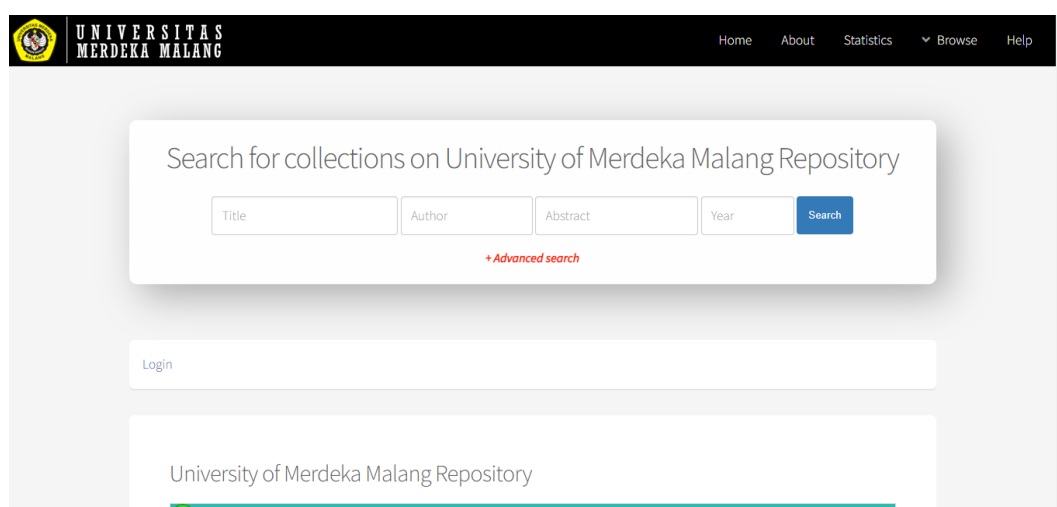 UNIVERSITAS
MERDEKA MALANG
Home About Statistics Browse Help
Search for collections on University of Merdeka Malang Repository
Title Author Abstract Year Search
+ Advanced search
Login
University of Merdeka Malang Repository